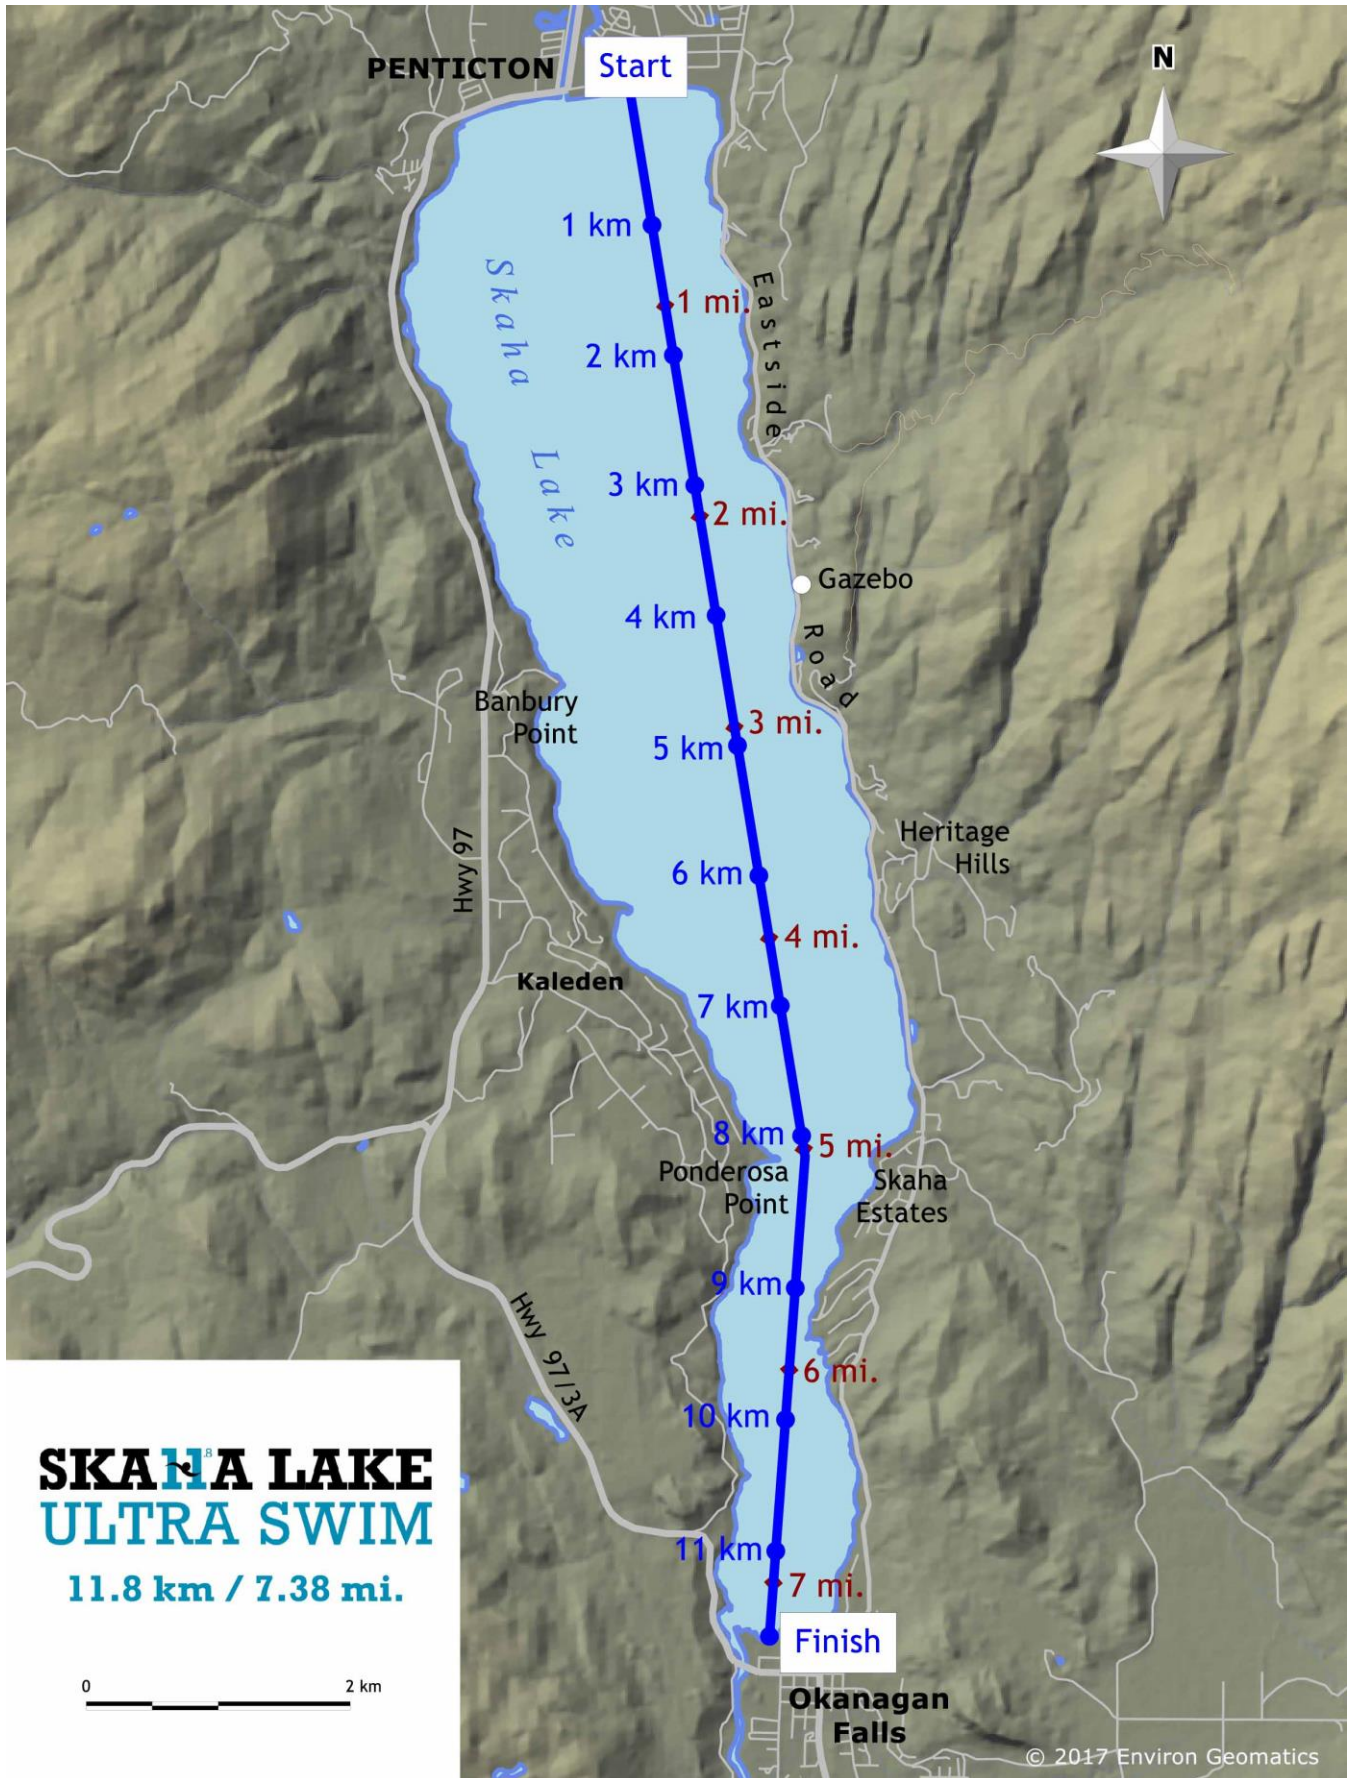 PENTICTON
Start
N
1 km
Skaha
Lake
1 mi.
Eastside
Road
2 km
3 km
2 mi.
Gazebo
4 km
Banbury
Point
3 mi.
5 km
Hwy 97
Heritage
Hills
6 km
4 mi.
Kaleden
7 km
8 km
5 mi.
Ponderosa
Point
Skaha
Estates
9 km
Hwy 97/3A
6 mi.
10 km
11 km
7 mi.
Finish
Okanagan
Falls
SKAHA LAKE
.8
ULTRA SWIM
11.8 km / 7.38 mi.
0 2 km
© 2017 Environ Geomatics